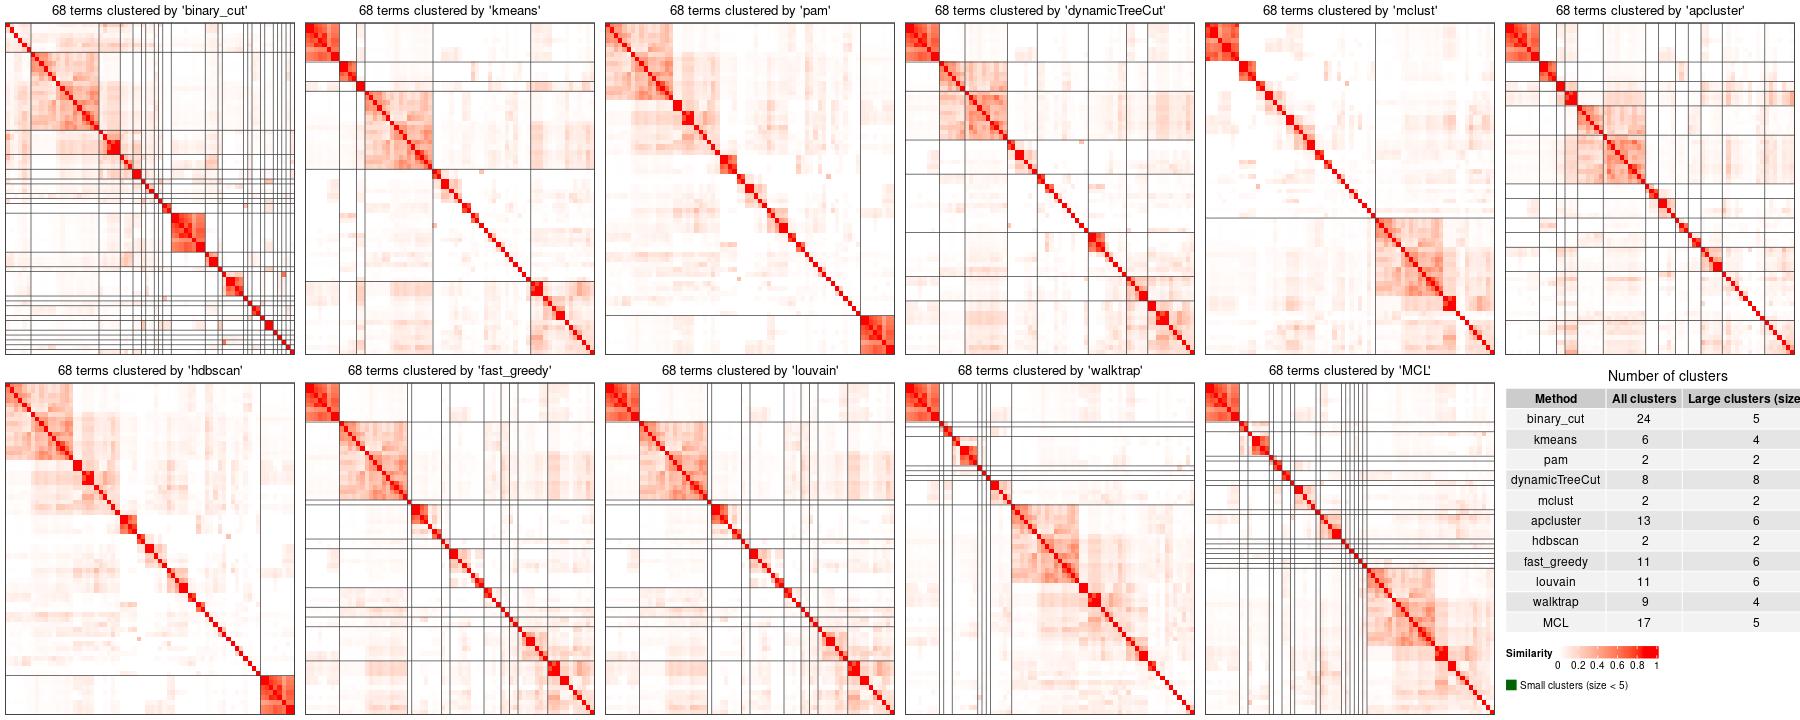 68 terms clustered by 'binary_cut'
68 terms clustered by 'kmeans'
68 terms clustered by 'pam'
68 terms clustered by 'dynamicTreeCut'
68 terms clustered by 'mclust'
68 terms clustered by 'apcluster'
68 terms clustered by 'hdbscan'
68 terms clustered by 'fast_greedy'
68 terms clustered by 'louvain'
68 terms clustered by 'walktrap'
68 terms clustered by 'MCL'
Number of clusters
Method All clusters Large clusters (size
binary_cut 24 5
kmeans 6 4
pam 2 2
dynamicTreeCut 8 8
mclust 2 2
apcluster 13 6
hdbscan 2 2
fast_greedy 11 6
louvain 11 6
walktrap 9 4
MCL 17 5
Similarity
0 0.2 0.4 0.6 0.8 1
Small clusters (size < 5)